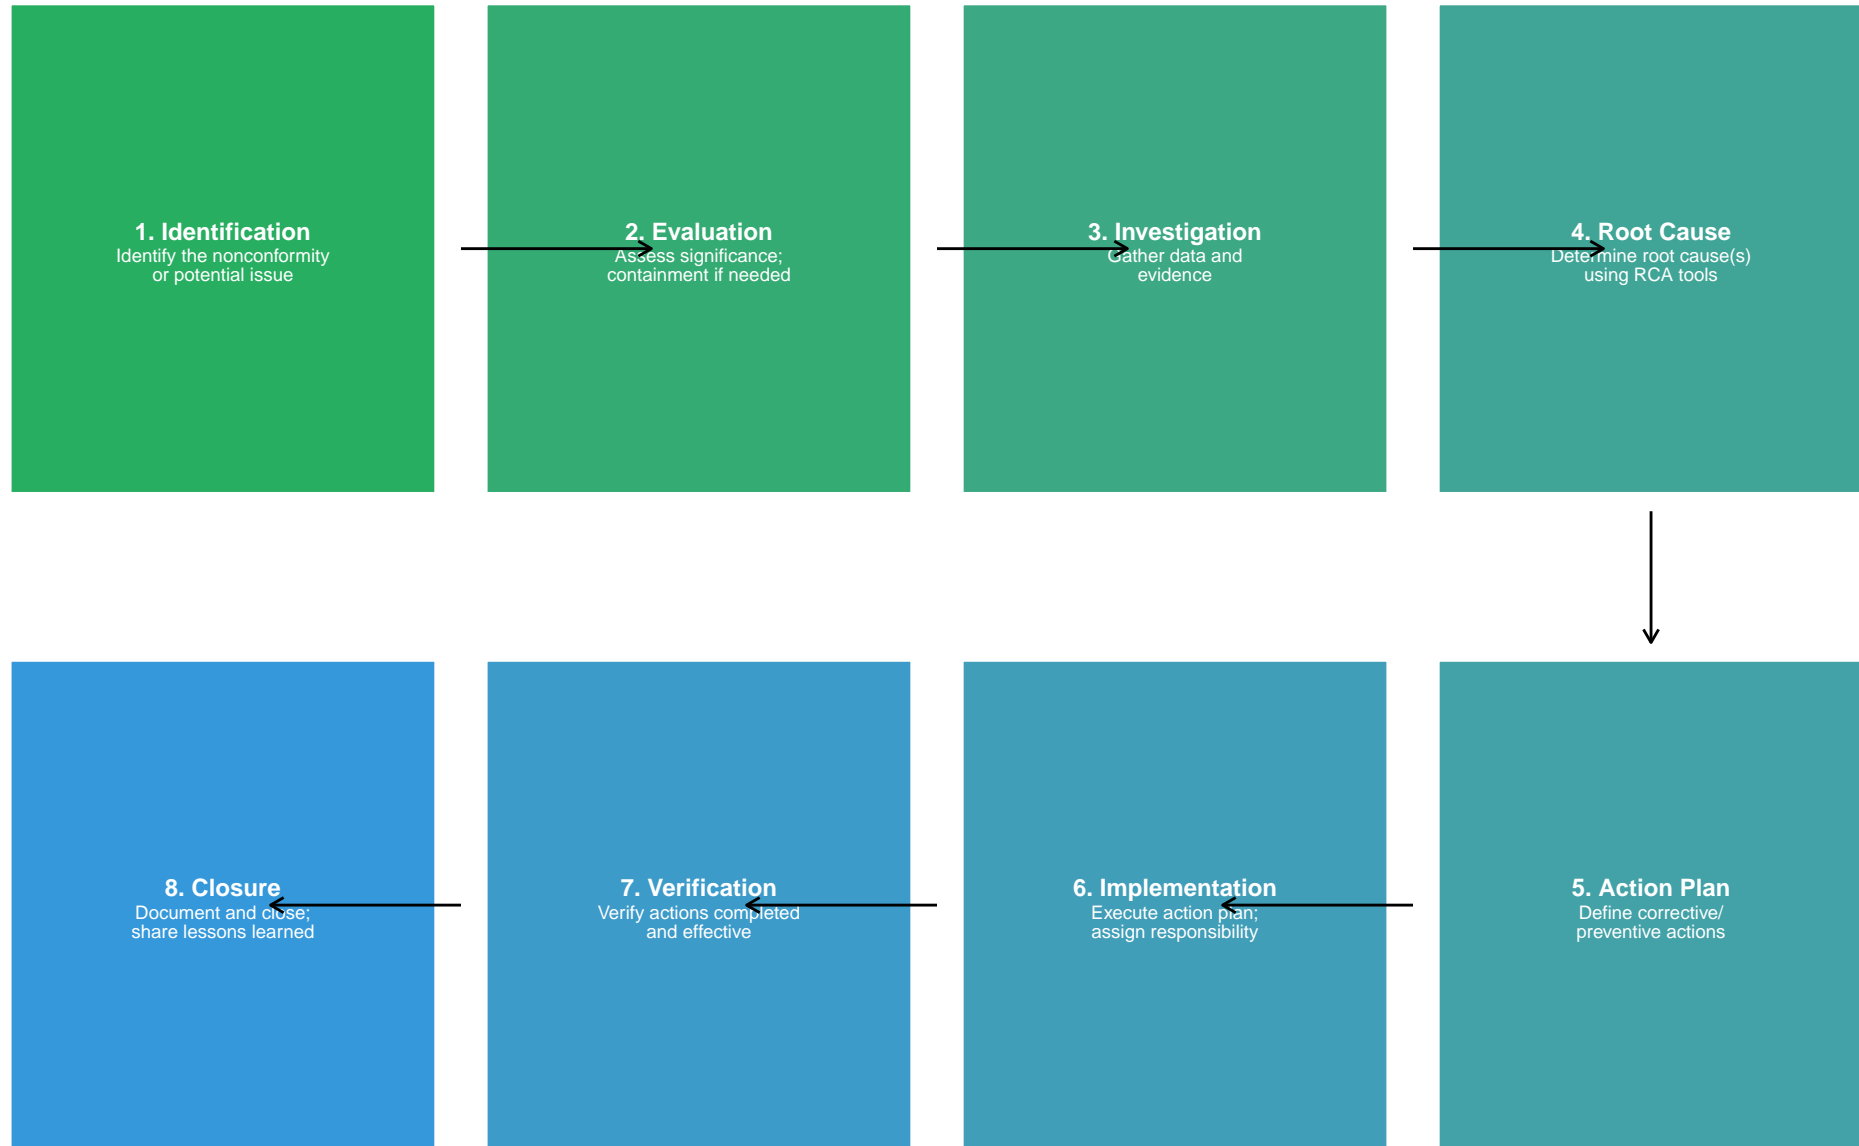 1. Identification
Identify the nonconformity
or potential issue
2. Evaluation
Assess significance;
containment if needed
3. Investigation
Gather data and
evidence
4. Root Cause
Determine root cause(s)
using RCA tools
5. Action Plan
Define corrective/
preventive actions
6. Implementation
Execute action plan;
assign responsibility
7. Verification
Verify actions completed
and effective
8. Closure
Document and close;
share lessons learned